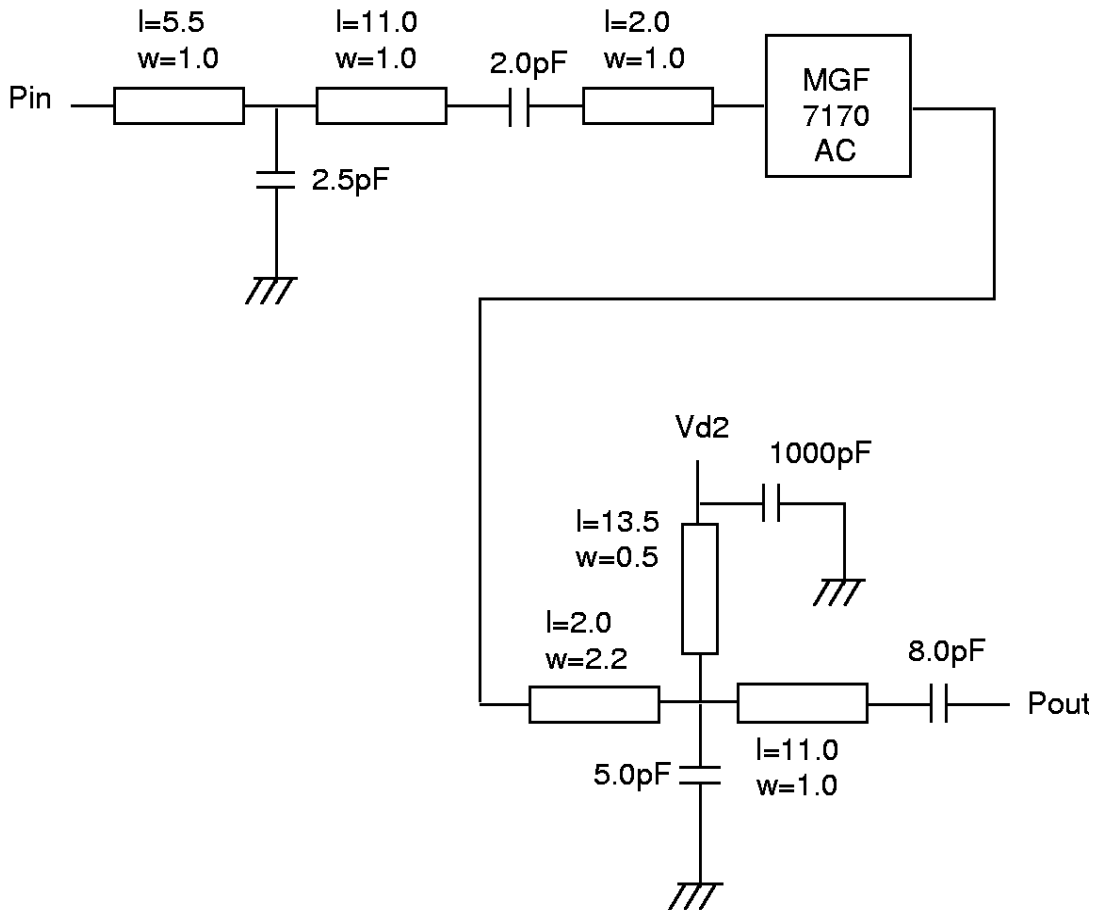 l=5.5
w=1.0
l=11.0
w=1.0
l=2.0
w=1.0
2.0pF
Pin
MGF
7170
AC
2.5pF
Vd2
1000pF
l=13.5
w=0.5
l=2.0
w=2.2
8.0pF
Pout
5.0pF
l=11.0
w=1.0